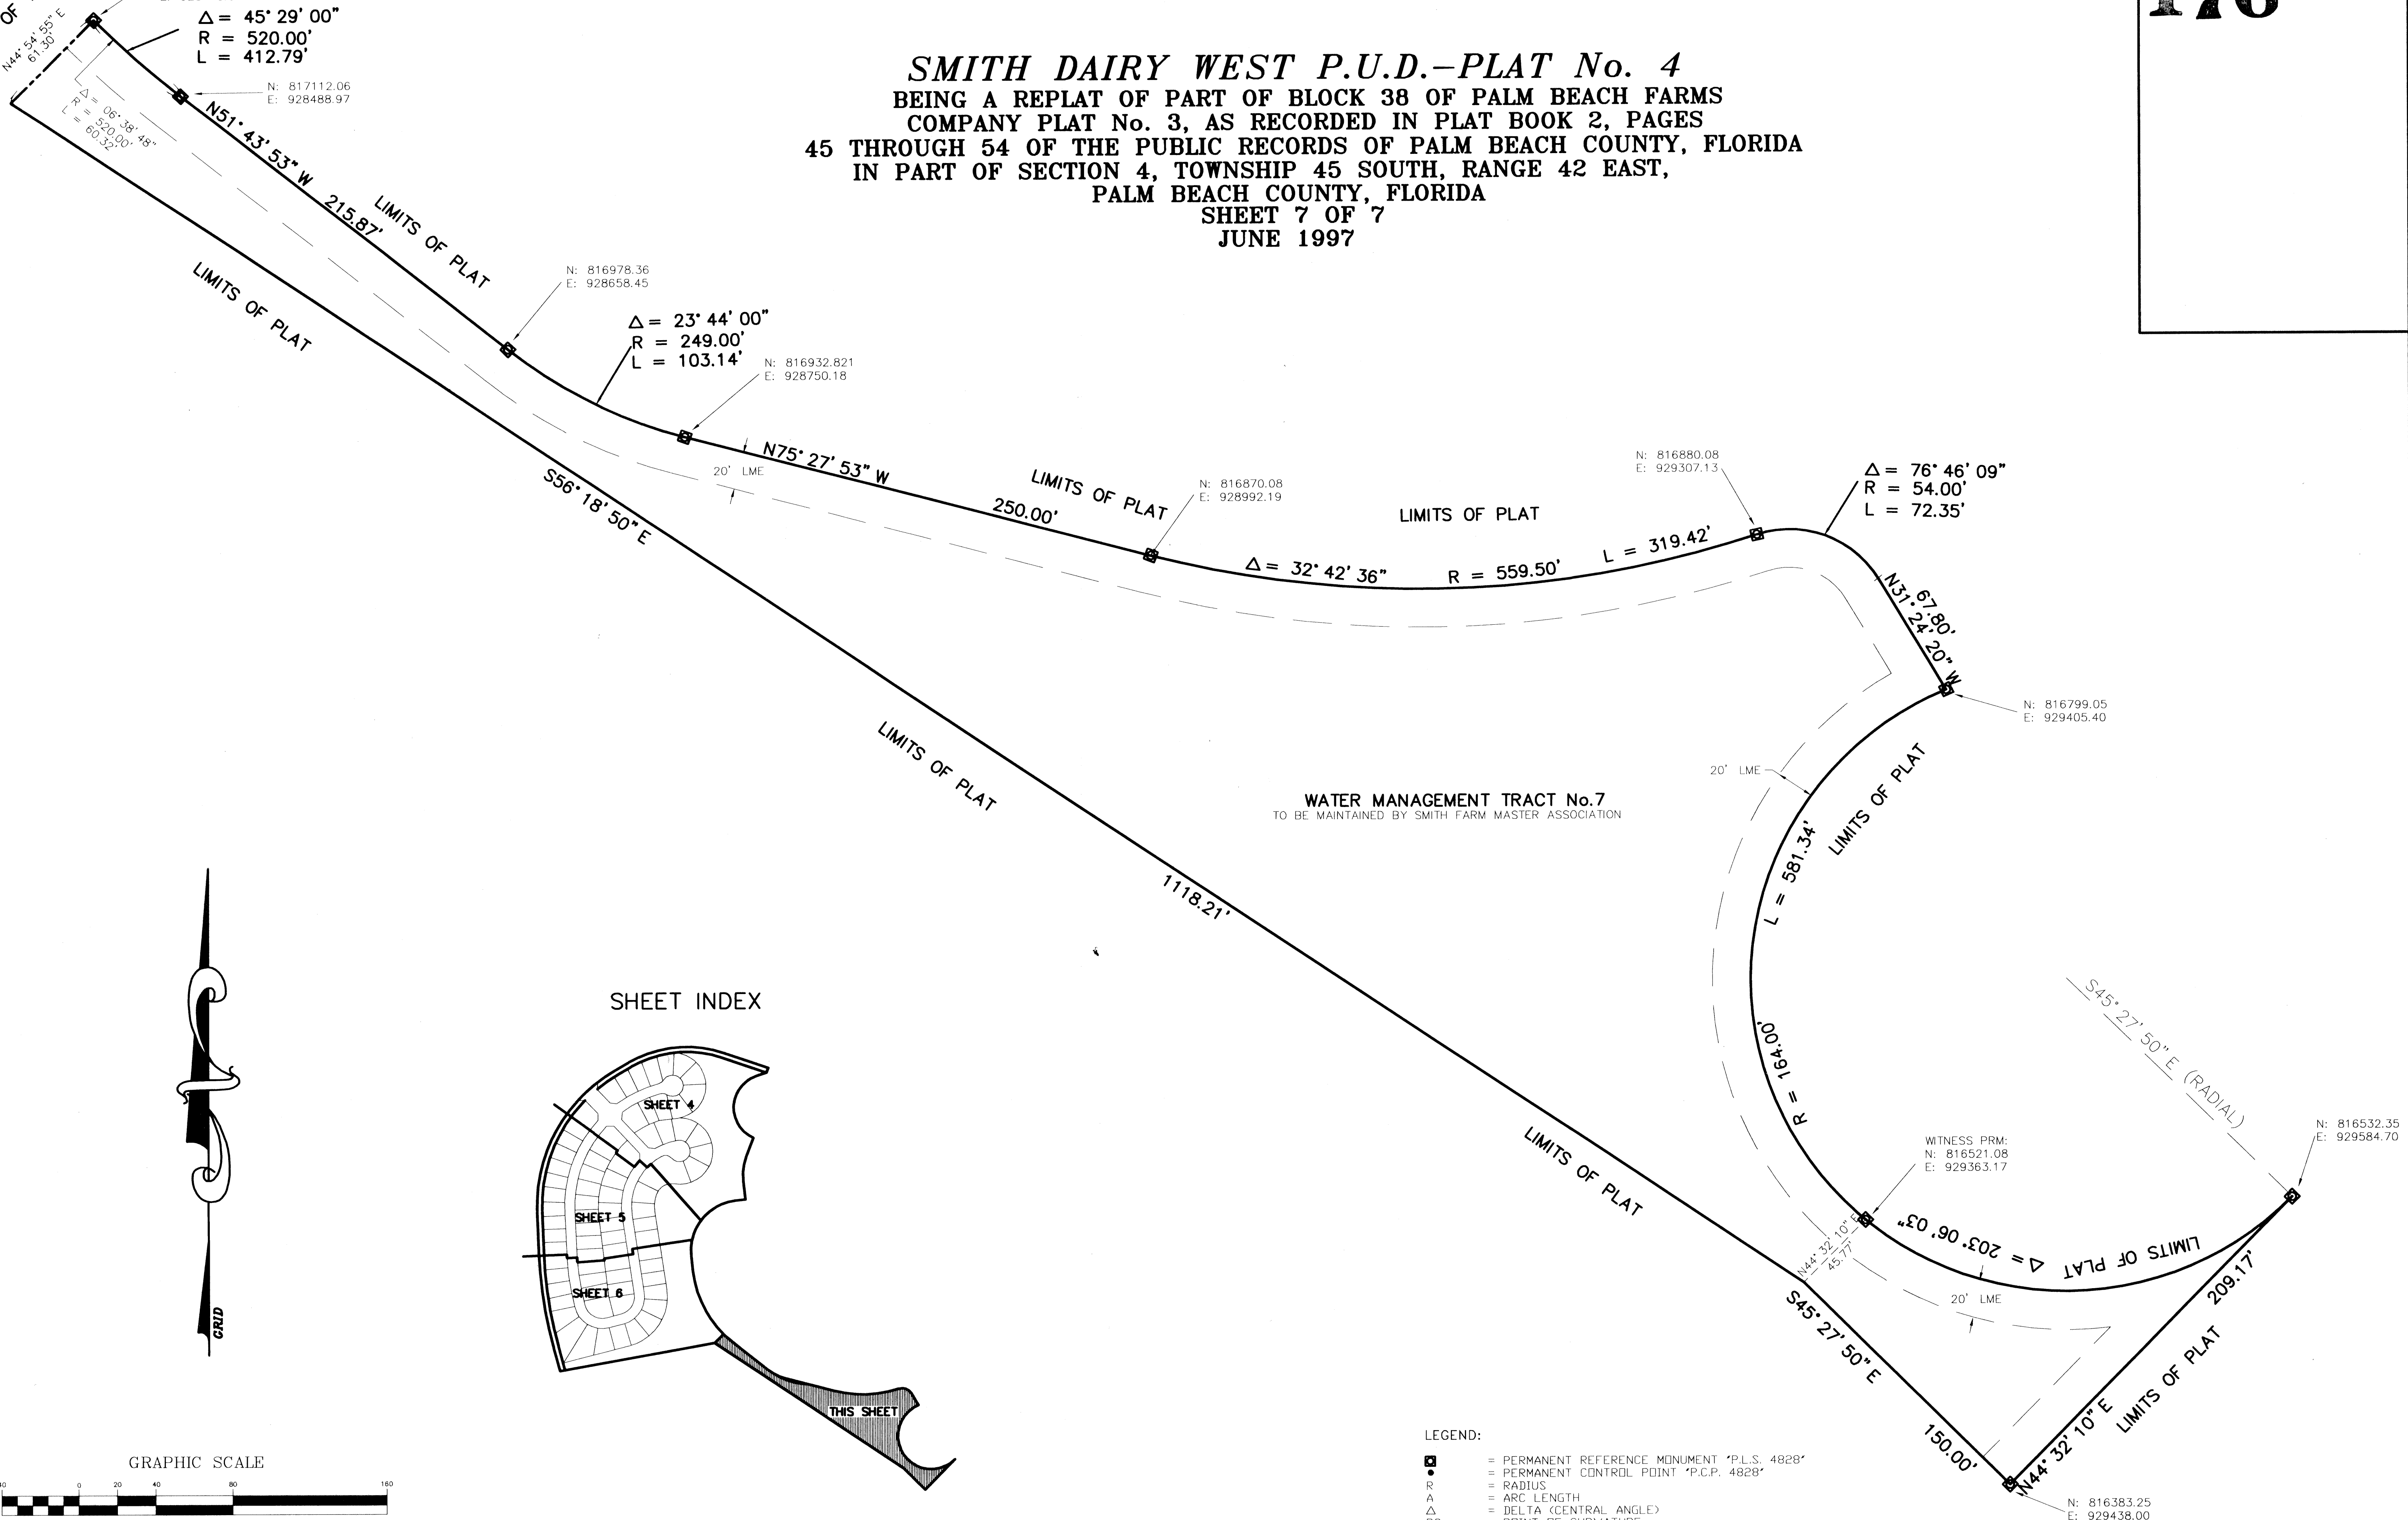 176
SMITH DAIRY WEST P.U.D.-PLAT No. 4
BEING A REPLAT OF PART OF BLOCK 38 OF PALM BEACH FARMS
COMPANY PLAT No. 3, AS RECORDED IN PLAT BOOK 2, PAGES
45 THROUGH 54 OF THE PUBLIC RECORDS OF PALM BEACH COUNTY, FLORIDA
IN PART OF SECTION 4, TOWNSHIP 45 SOUTH, RANGE 42 EAST,
PALM BEACH COUNTY, FLORIDA
SHEET 7 OF 7
JUNE 1997
OF
N44° 54' 55" E
61.30'
Δ = 45° 29' 00"
R = 520.00'
L = 412.79'
N: 817112.06
E: 928488.97
Δ = 06° 38' 48"
R = 520.00'
L = 60.32'
N51° 43' 53" W
215.87'
LIMITS OF PLAT
LIMITS OF PLAT
N: 816978.36
E: 928658.45
Δ = 23° 44' 00"
R = 249.00'
L = 103.14'
N: 816932.821
E: 928750.18
20' LME
N75° 27' 53" W
250.00'
LIMITS OF PLAT
N: 816870.08
E: 928992.19
S56° 18' 50" E
LIMITS OF PLAT
Δ = 32° 42' 36"
R = 559.50'
L = 319.42'
N: 816880.08
E: 929307.13
Δ = 76° 46' 09"
R = 54.00'
L = 72.35'
67.80'
N31° 24' 20" W
N: 816799.05
E: 929405.40
LIMITS OF PLAT
1118.21'
WATER MANAGEMENT TRACT No.7
TO BE MAINTAINED BY SMITH FARM MASTER ASSOCIATION
20' LME
LIMITS OF PLAT
L = 581.34'
R = 164.00'
S45° 27' 50" E (RADIAL)
N: 816532.35
E: 929584.70
WITNESS PRM:
N: 816521.08
E: 929363.17
LIMITS OF PLAT
N44° 32' 10" E
45.77'
Δ = 203° 06' 03"
LIMITS OF PLAT
20' LME
209.17'
S45° 27' 50" E
150.00'
N44° 32' 10" E
LIMITS OF PLAT
N: 816383.25
E: 929438.00
GRID
SHEET INDEX
SHEET 4
SHEET 5
SHEET 6
THIS SHEET
GRAPHIC SCALE
0 20 40 80 160
LEGEND:
= PERMANENT REFERENCE MONUMENT "P.L.S. 4828"
= PERMANENT CONTROL POINT "P.C.P. 4828"
R = RADIUS
A = ARC LENGTH
Δ = DELTA (CENTRAL ANGLE)